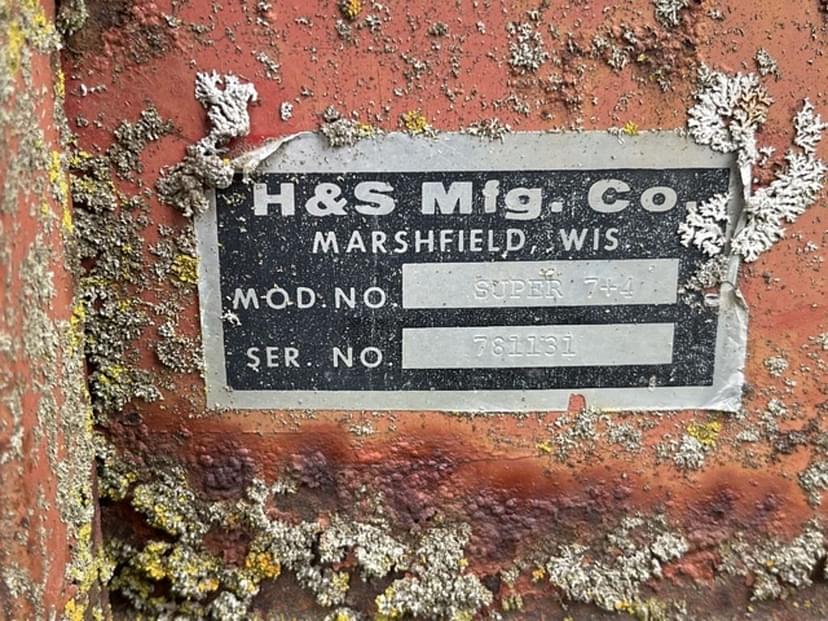 H&S Mfg. Co.
MARSHFIELD, WIS.
MOD. NO. SUPER 7+4
SER. NO. 781131